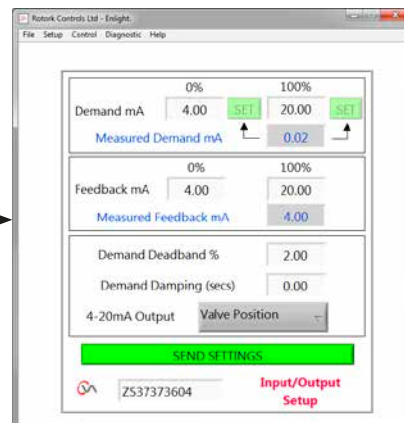 Rotork Controls Ltd - Enlight.
File Setup Control Diagnostic Help
0% 100%
Demand mA 4.00 SET 20.00 SET
Measured Demand mA 0.02
0% 100%
Feedback mA 4.00 20.00
Measured Feedback mA 4.00
Demand Deadband % 2.00
Demand Damping (secs) 0.00
4-20mA Output Valve Position
SEND SETTINGS
ZS37373604 Input/Output
Setup